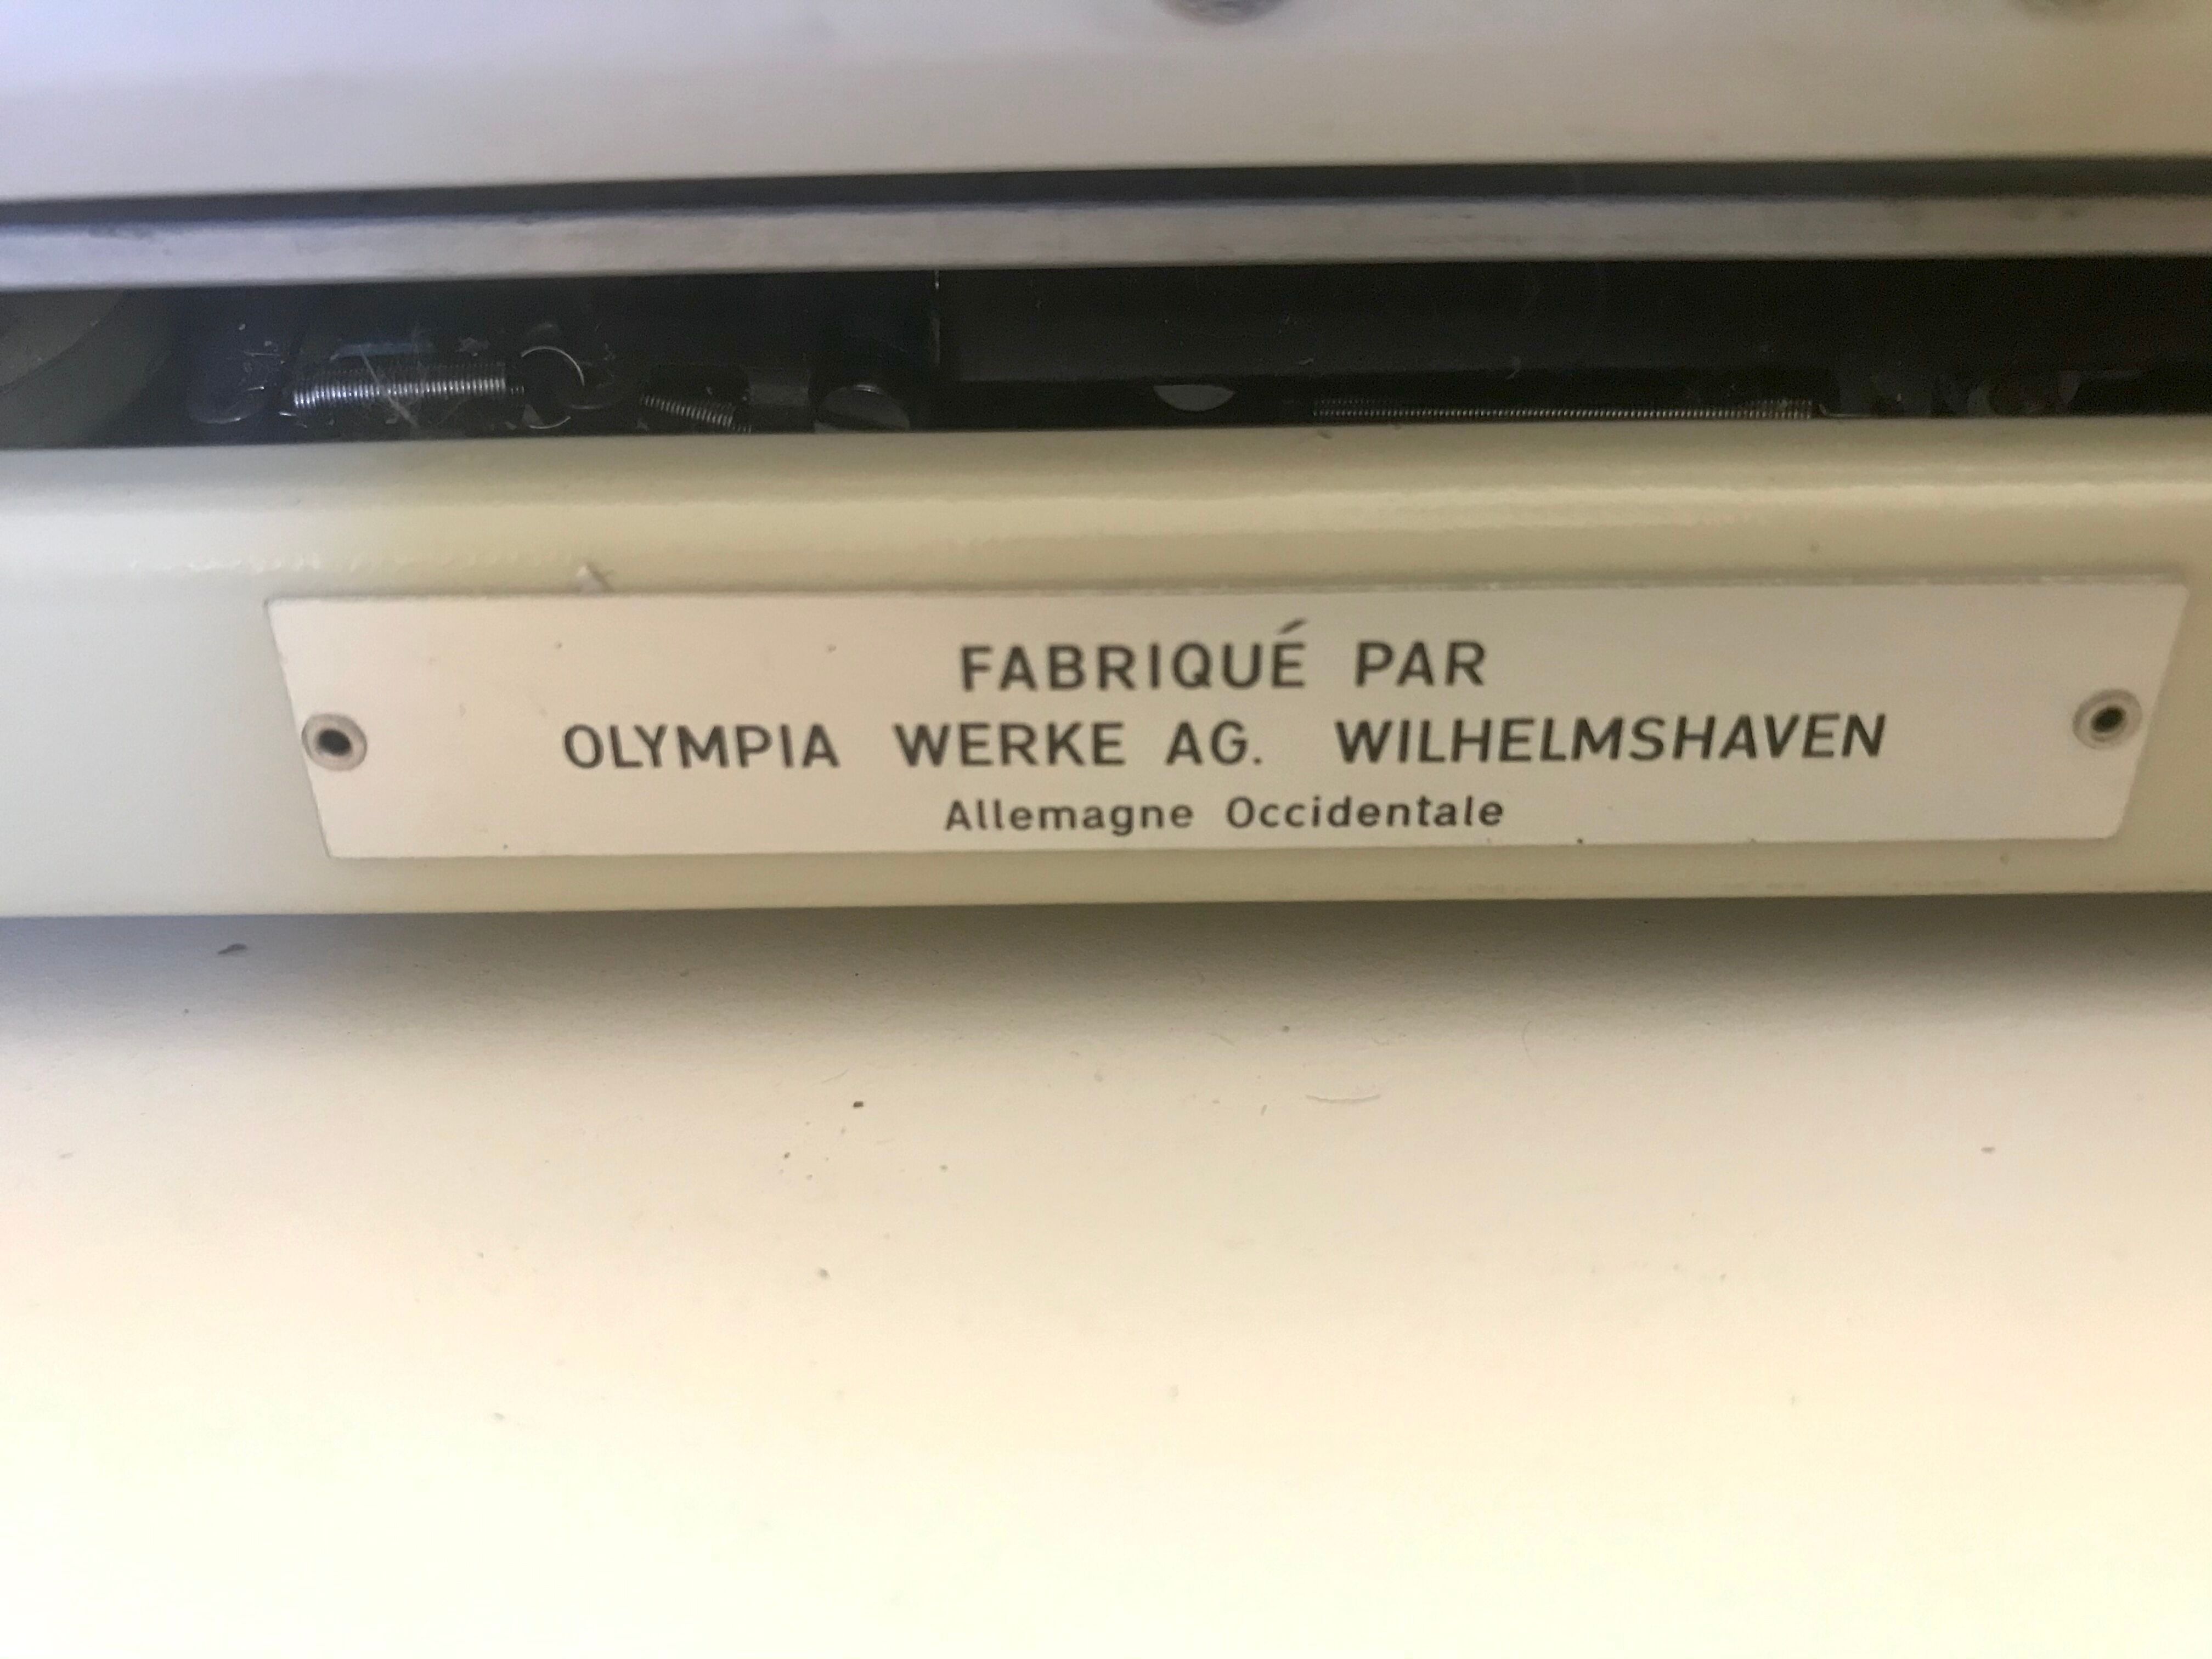 FABRIQUÉ PAR
OLYMPIA WERKE AG. WILHELMSHAVEN
Allemagne Occidentale